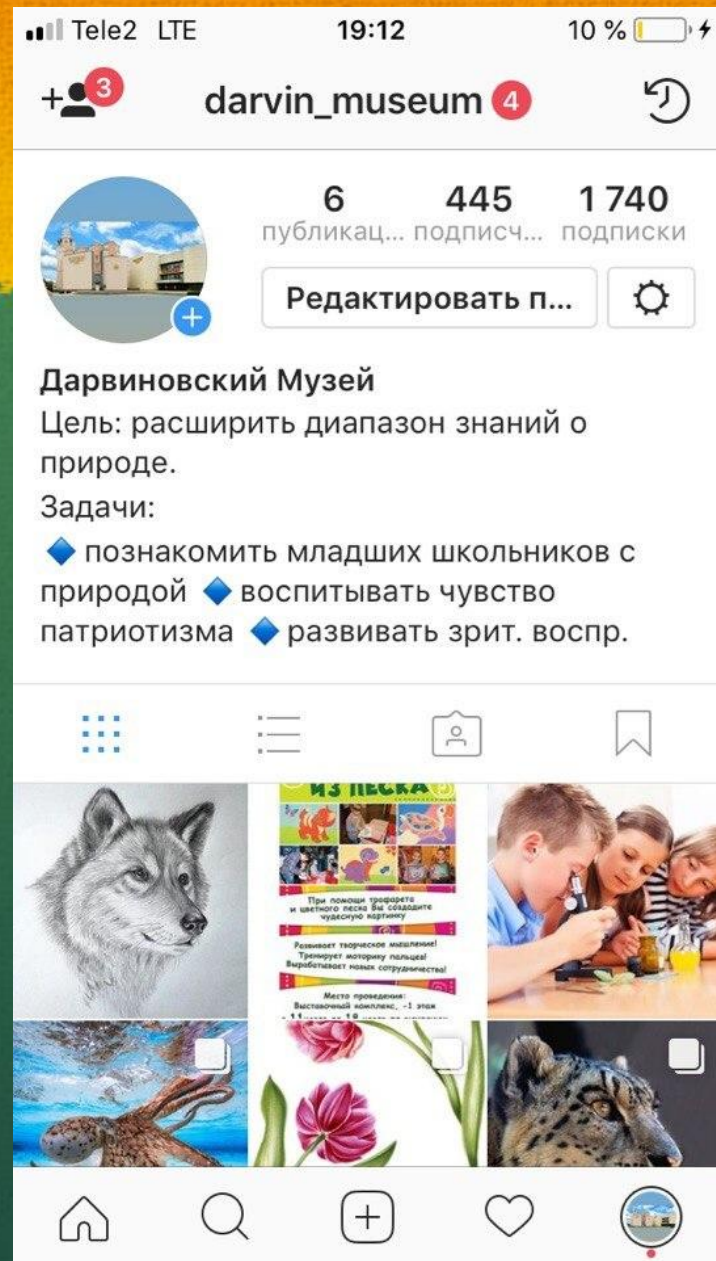 Tele2 LTE 19:12 10 %
3
darvin_museum 4
6 445 1 740
публикац... подписч... подписки
Редактировать п...
Дарвиновский Музей
Цель: расширить диапазон знаний о
природе.
Задачи:
🔷 познакомить младших школьников с
природой 🔷 воспитывать чувство
патриотизма 🔷 развивать зрит. воспр.
ИЗ ПЕСКА
При помощи трафарета
и цветного песка Вы создадите
чудесную картинку
Развивает творческое мышление!
Тренирует моторику пальцев!
Вырабатывает навык сотрудничества!
Место проведения:
Выставочный комплекс, -1 этаж